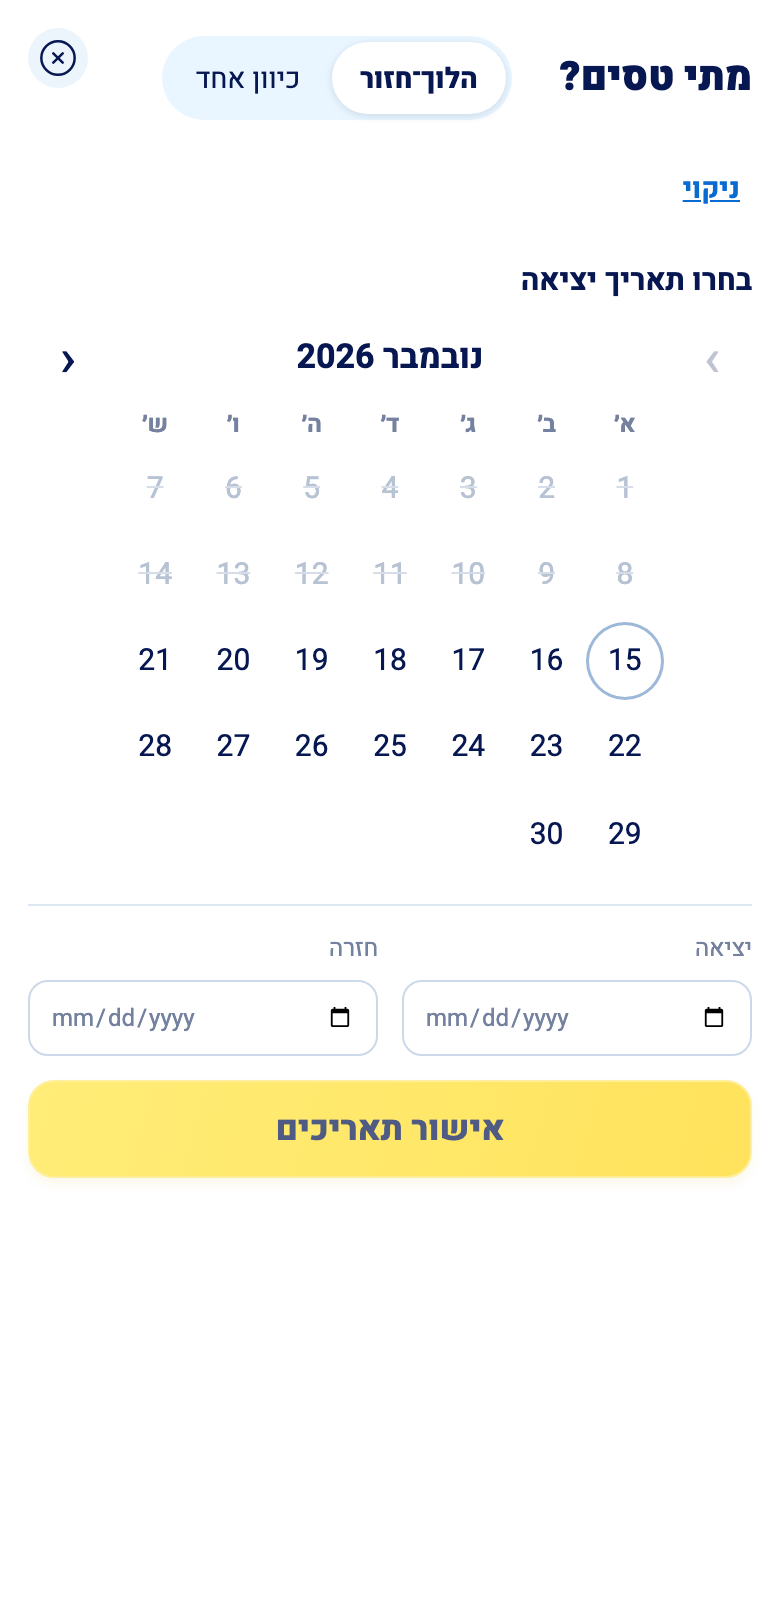 מתי טסים?
הלוך־חזור
כיוון אחד
ניקוי
בחרו תאריך יציאה
נובמבר 2026
א׳ ב׳ ג׳ ד׳ ה׳ ו׳ ש׳
1 2 3 4 5 6 7
8 9 10 11 12 13 14
15 16 17 18 19 20 21
22 23 24 25 26 27 28
29 30
יציאה
mm/dd/yyyy
חזרה
mm/dd/yyyy
אישור תאריכים